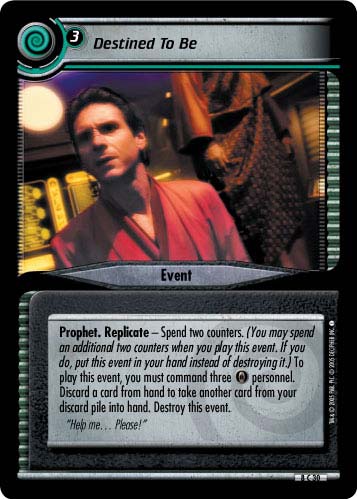 3
Destined To Be
Event
Prophet. Replicate – Spend two counters. (You may spend
an additional two counters when you play this event. If you
do, put this event in your hand instead of destroying it.) To
play this event, you must command three personnel.
Discard a card from hand to take another card from your
discard pile into hand. Destroy this event.
"Help me... Please!"
8 C 30